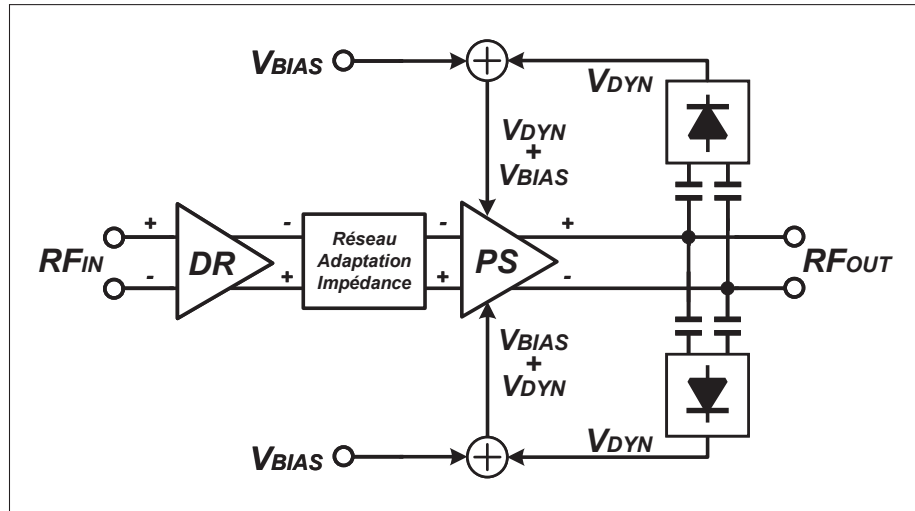 VBIAS
VDYN
VDYN
+
VBIAS
+ - - +
RFIN
DR
Réseau
Adaptation
Impédance
PS
RFOUT
- + + -
VBIAS
+
VDYN
VBIAS
VDYN